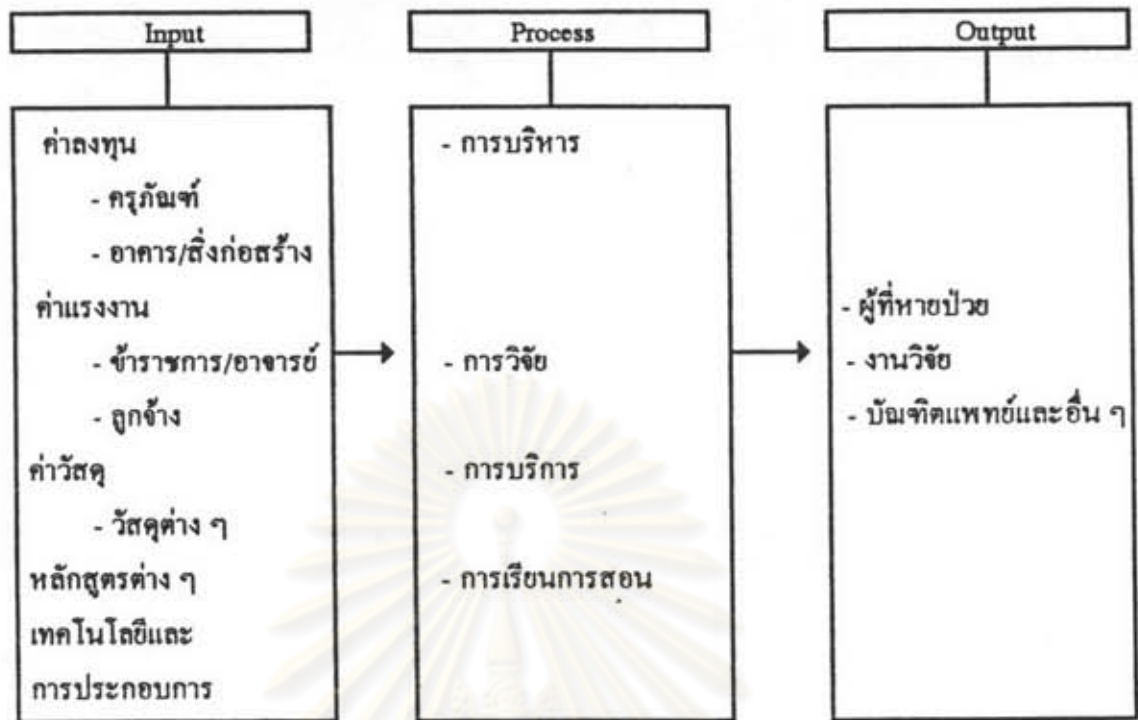 Input
ค่าลงทุน
- ครุภัณฑ์
- อาคาร/สิ่งก่อสร้าง
ค่าแรงงาน
- ข้าราชการ/อาจารย์
- ลูกจ้าง
ค่าวัสดุ
- วัสดุต่าง ๆ
หลักสูตรต่าง ๆ
เทคโนโลยีและ
การประกอบการ
Process
- การบริหาร
- การวิจัย
- การบริการ
- การเรียนการสอน
Output
- ผู้ที่หายป่วย
- งานวิจัย
- บัณฑิตแพทย์และอื่น ๆ